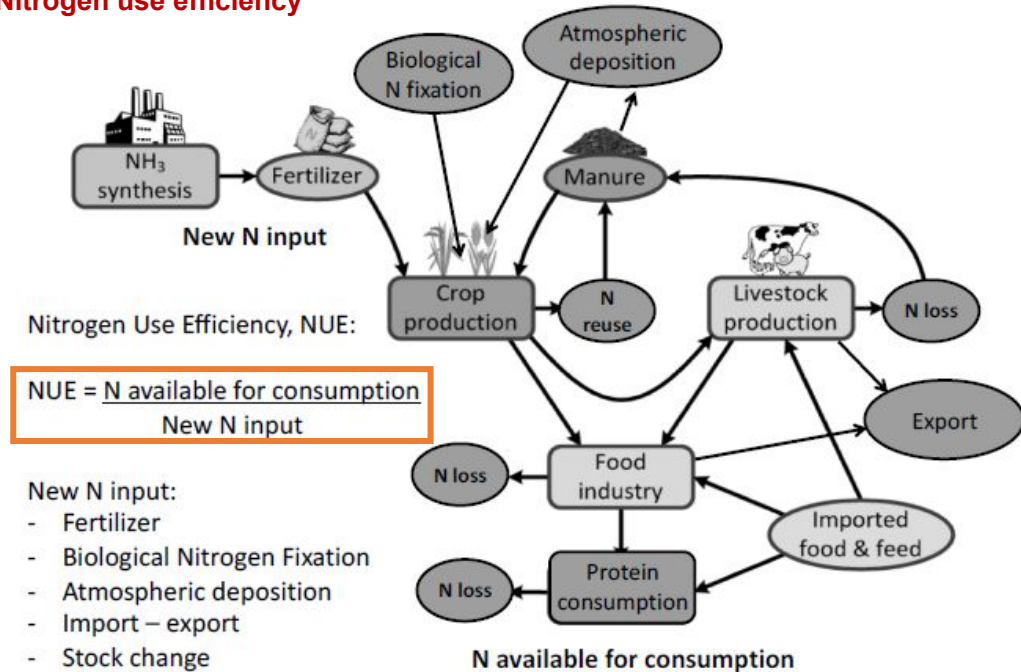 Nitrogen use efficiency
Biological
N fixation
Atmospheric
deposition
NH₃
synthesis
N
Fertilizer
Manure
New N input
Crop
production
N
reuse
Livestock
production
N loss
Nitrogen Use Efficiency, NUE:
NUE = N available for consumption
New N input
Export
N loss
Food
industry
Imported
food & feed
New N input:
- Fertilizer
- Biological Nitrogen Fixation
- Atmospheric deposition
- Import – export
- Stock change
N loss
Protein
consumption
N available for consumption